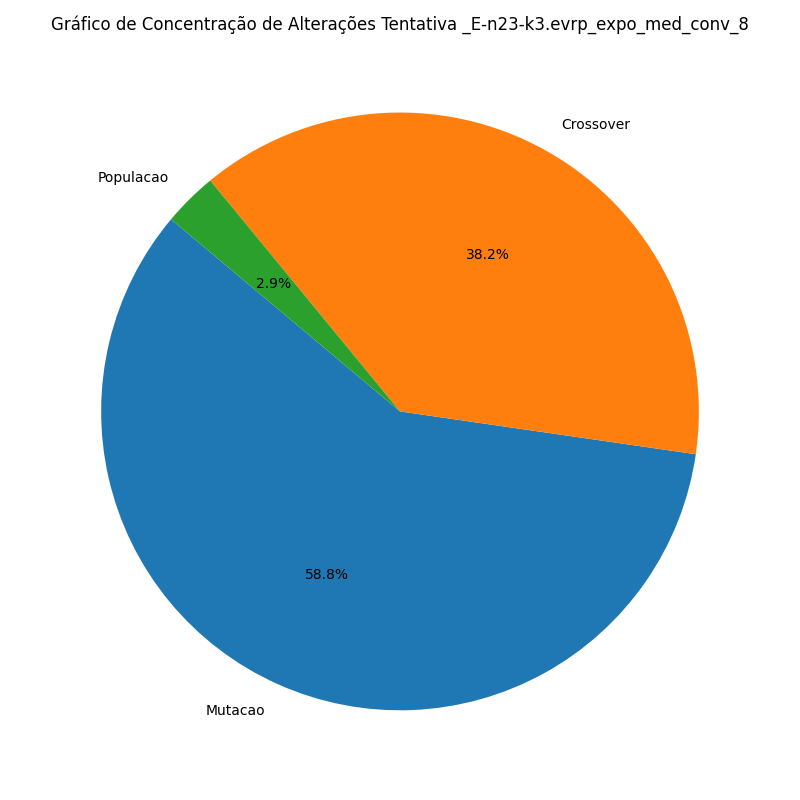 Gráfico de Concentração de Alterações Tentativa _E-n23-k3.evrp_expo_med_conv_8
Crossover
Populacao
38.2%
2.9%
58.8%
Mutacao